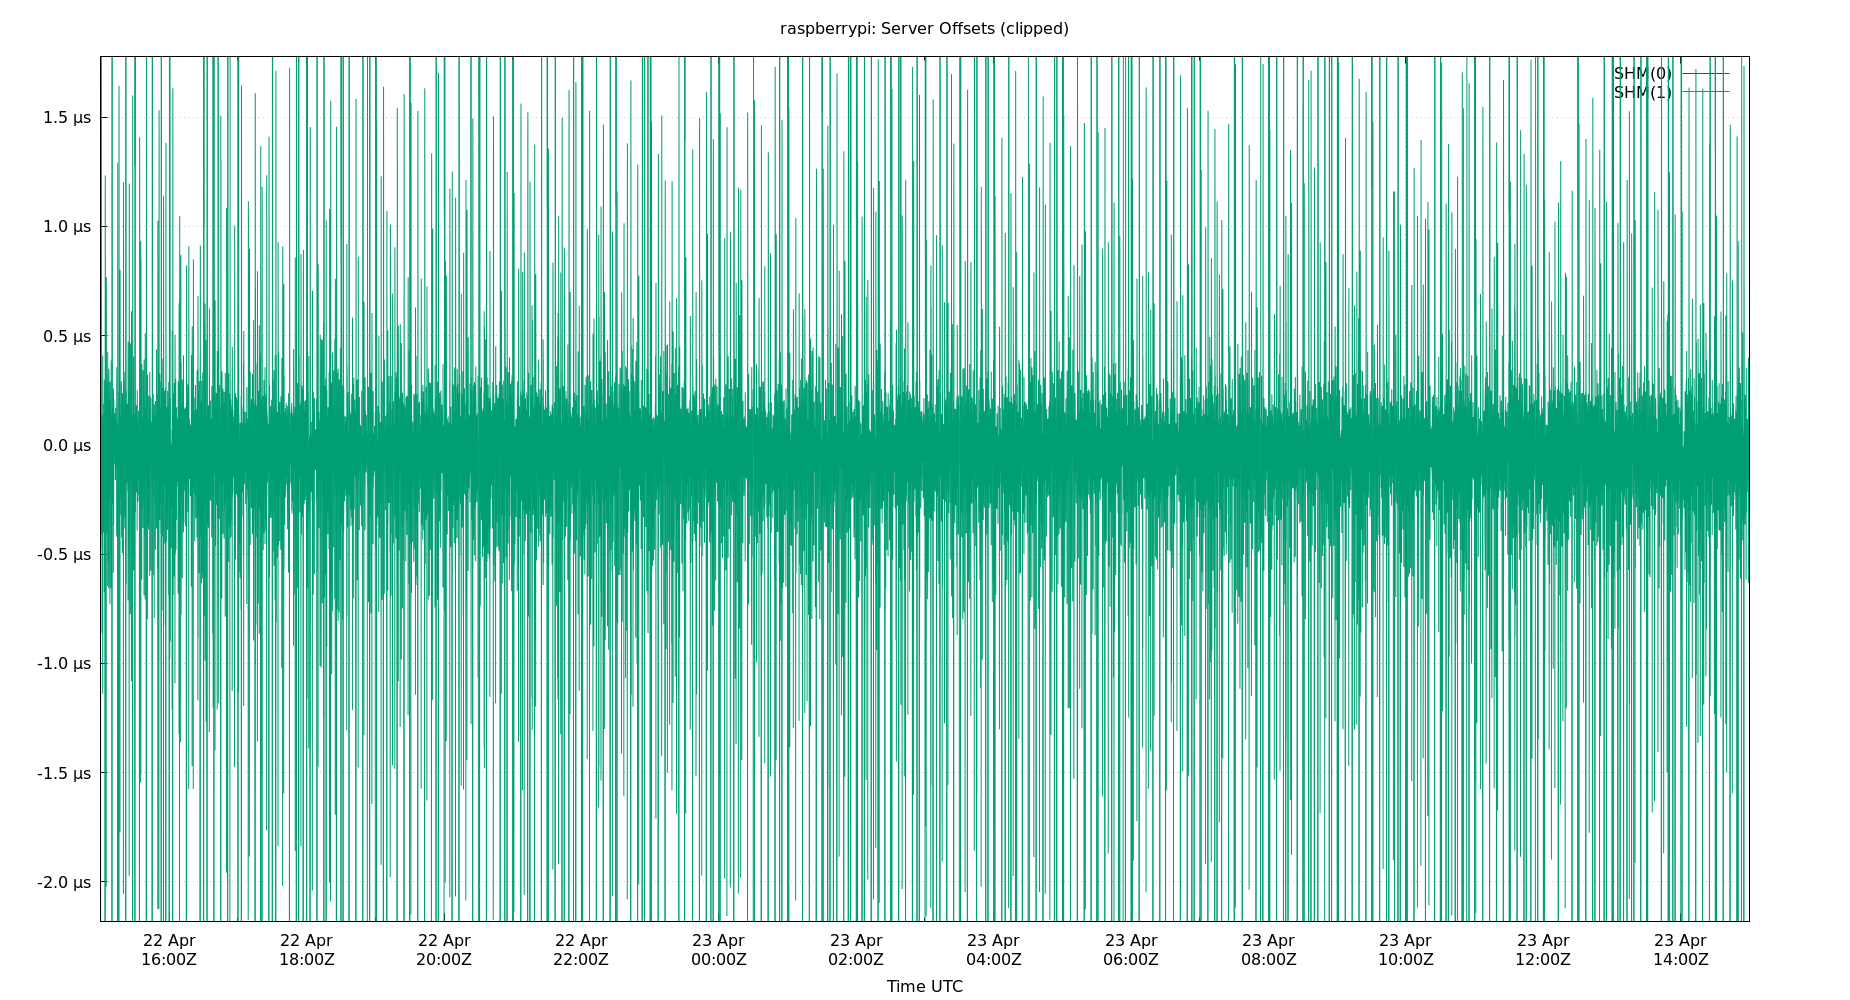 raspberrypi: Server Offsets (clipped)
SHM(0)
SHM(1)
1.5 µs
1.0 µs
0.5 µs
0.0 µs
-0.5 µs
-1.0 µs
-1.5 µs
-2.0 µs
22 Apr 22 Apr 22 Apr 22 Apr 23 Apr 23 Apr 23 Apr 23 Apr 23 Apr 23 Apr 23 Apr 23 Apr
16:00Z 18:00Z 20:00Z 22:00Z 00:00Z 02:00Z 04:00Z 06:00Z 08:00Z 10:00Z 12:00Z 14:00Z
Time UTC